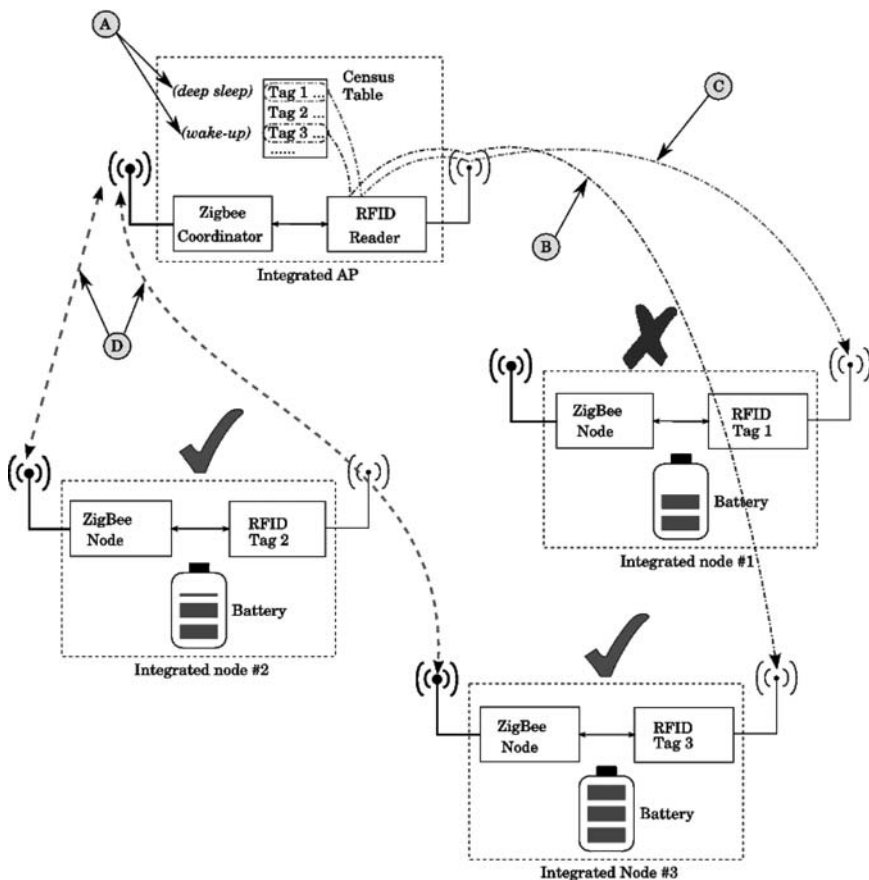 A
Census
Table
(deep sleep)
Tag 1 ...
Tag 2 ...
(wake-up)
Tag 3 ...
......
C
Zigbee
Coordinator
RFID
Reader
B
Integrated AP
D
ZigBee
Node
RFID
Tag 1
Battery
Integrated node #1
ZigBee
Node
RFID
Tag 2
Battery
Integrated node #2
ZigBee
Node
RFID
Tag 3
Battery
Integrated Node #3